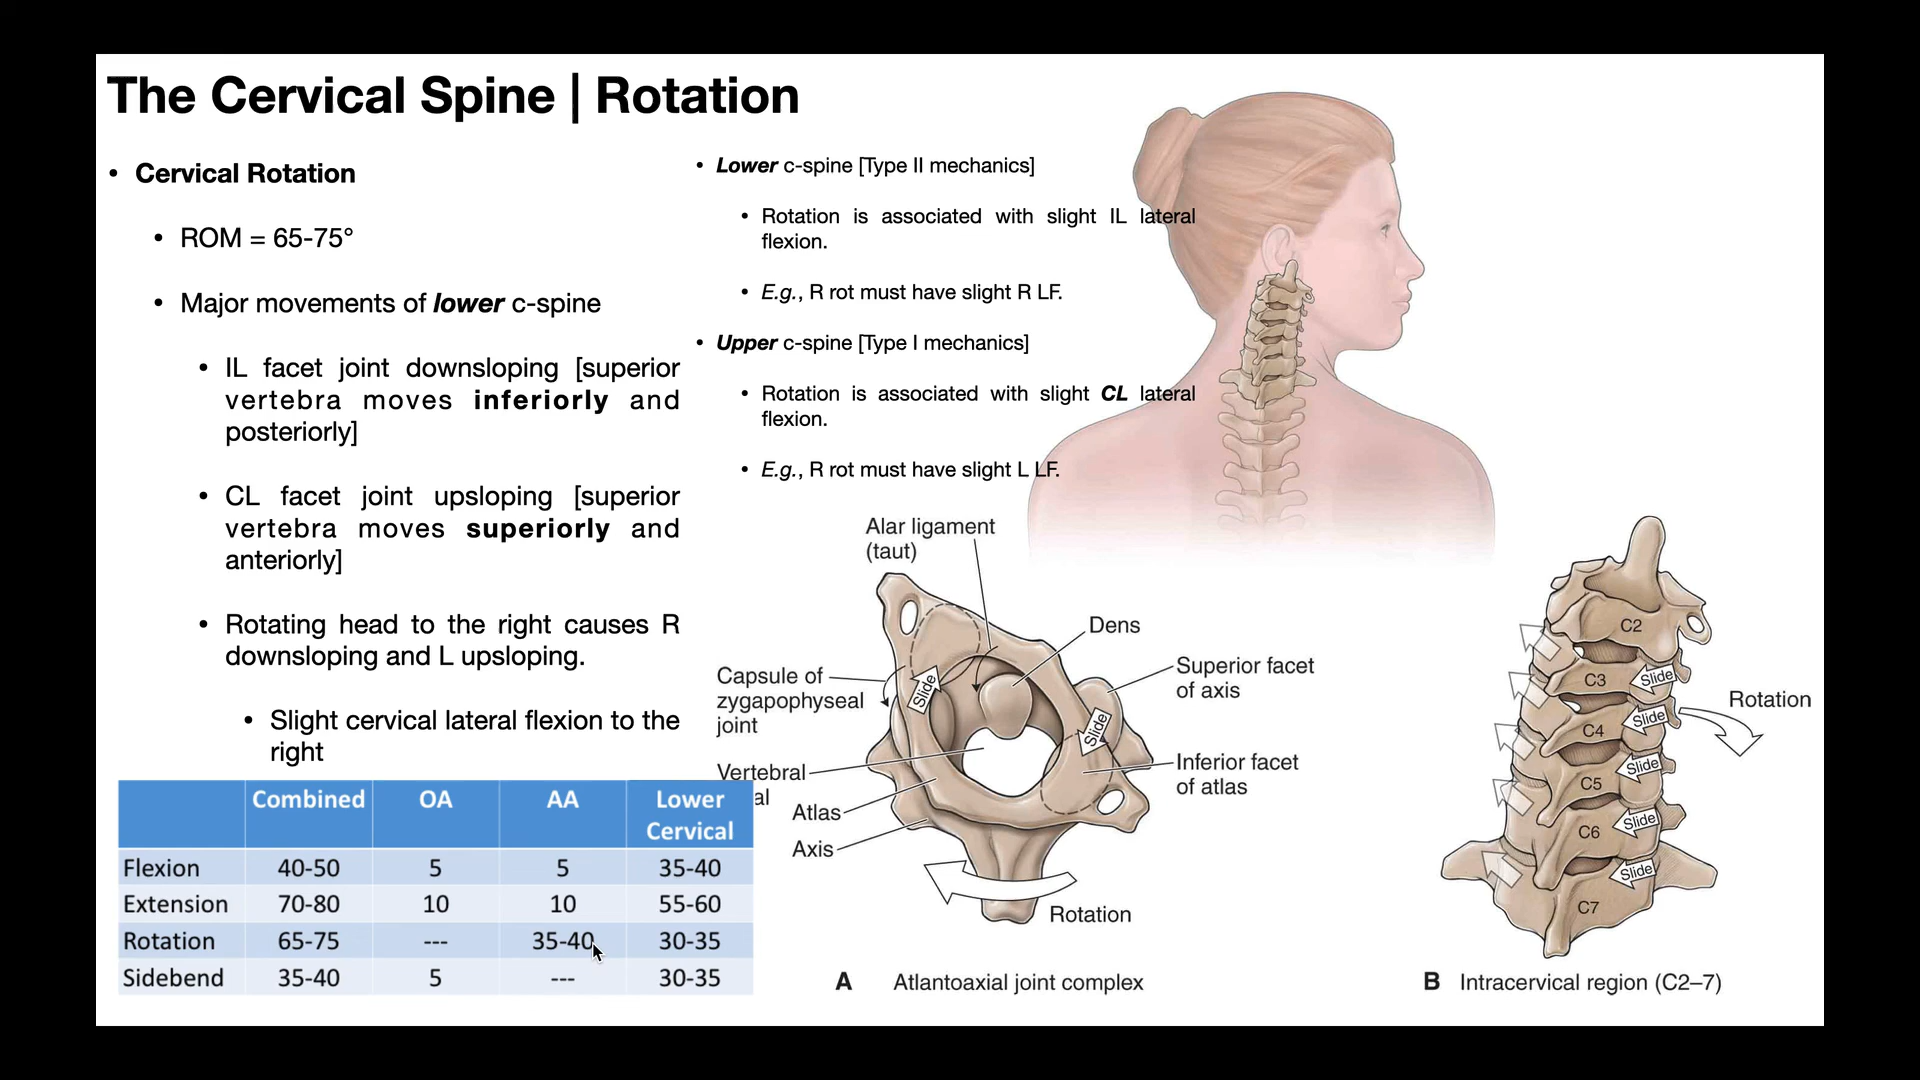 The Cervical Spine | Rotation
• Cervical Rotation
• ROM = 65-75°
• Major movements of lower c-spine
• IL facet joint downsloping [superior
vertebra moves inferiorly and
posteriorly]
• CL facet joint upsloping [superior
vertebra moves superiorly and
anteriorly]
• Rotating head to the right causes R
downsloping and L upsloping.
• Slight cervical lateral flexion to the
right
• Lower c-spine [Type II mechanics]
• Rotation is associated with slight IL lateral
flexion.
• E.g., R rot must have slight R LF.
• Upper c-spine [Type I mechanics]
• Rotation is associated with slight CL lateral
flexion.
• E.g., R rot must have slight L LF.
Combined OA AA Lower
Cervical
Flexion 40-50 5 5 35-40
Extension 70-80 10 10 55-60
Rotation 65-75 --- 35-40 30-35
Sidebend 35-40 5 --- 30-35
Alar ligament
(taut)
Dens
Superior facet
of axis
Capsule of
zygapophyseal
joint
Slide
Slide
Inferior facet
of atlas
Vertebral
al
Atlas
Axis
Rotation
A Atlantoaxial joint complex
C2
C3 Slide
Rotation
C4 Slide
C5 Slide
C6 Slide
Slide
C7
B Intracervical region (C2–7)